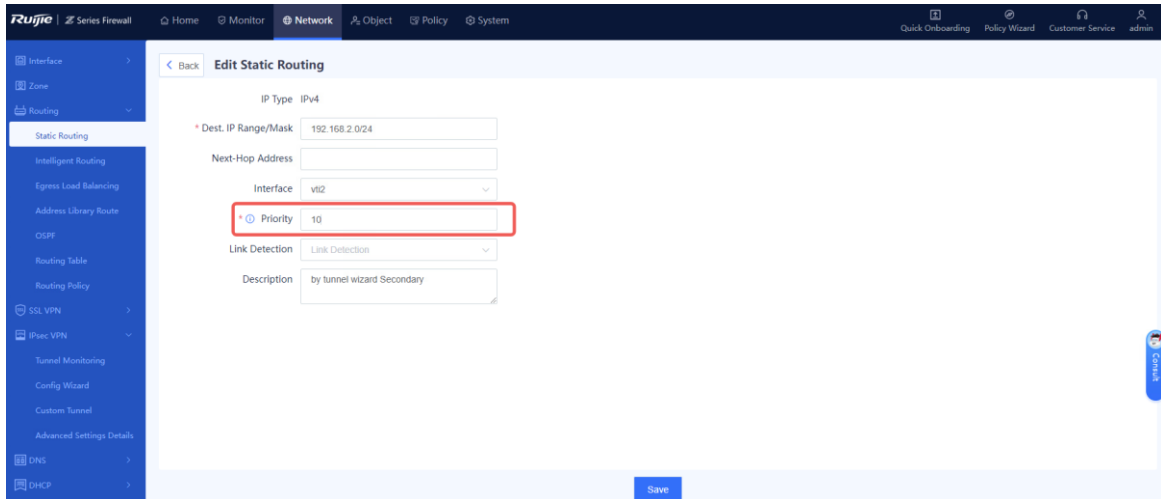 Ruijie | Z Series Firewall
Home Monitor Network Object Policy System
Quick Onboarding Policy Wizard Customer Service admin
Interface
Zone
Routing
Static Routing
Intelligent Routing
Egress Load Balancing
Address Library Route
OSPF
Routing Table
Routing Policy
SSL VPN
IPsec VPN
Tunnel Monitoring
Config Wizard
Custom Tunnel
Advanced Settings Details
DNS
DHCP
Back Edit Static Routing
IP Type IPv4
* Dest. IP Range/Mask 192.168.2.0/24
Next-Hop Address
Interface vti2
* Priority 10
Link Detection Link Detection
Description by tunnel wizard Secondary
Consult
Save